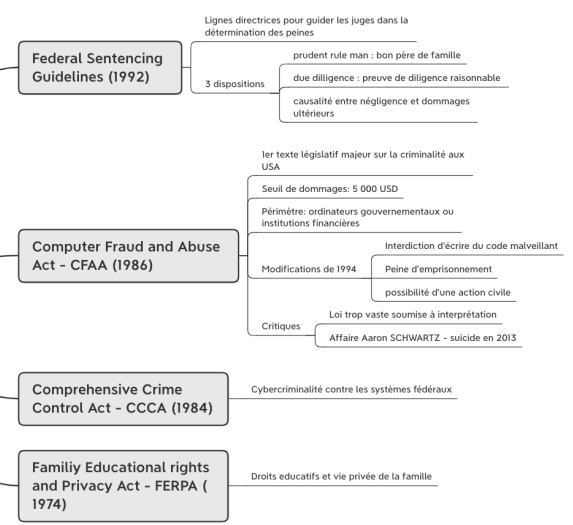 Federal Sentencing
Guidelines (1992)
Lignes directrices pour guider les juges dans la
détermination des peines
3 dispositions
prudent rule man : bon père de famille
due dilligence : preuve de diligence raisonnable
causalité entre négligence et dommages
ultérieurs
Computer Fraud and Abuse
Act - CFAA (1986)
1er texte législatif majeur sur la criminalité aux
USA
Seuil de dommages: 5 000 USD
Périmètre: ordinateurs gouvernementaux ou
institutions financières
Modifications de 1994
Interdiction d'écrire du code malveillant
Peine d'emprisonnement
possibilité d'une action civile
Critiques
Loi trop vaste soumise à interprétation
Affaire Aaron SCHWARTZ - suicide en 2013
Comprehensive Crime
Control Act - CCCA (1984)
Cybercriminalité contre les systèmes fédéraux
Familiy Educational rights
and Privacy Act - FERPA (
1974)
Droits educatifs et vie privée de la famille